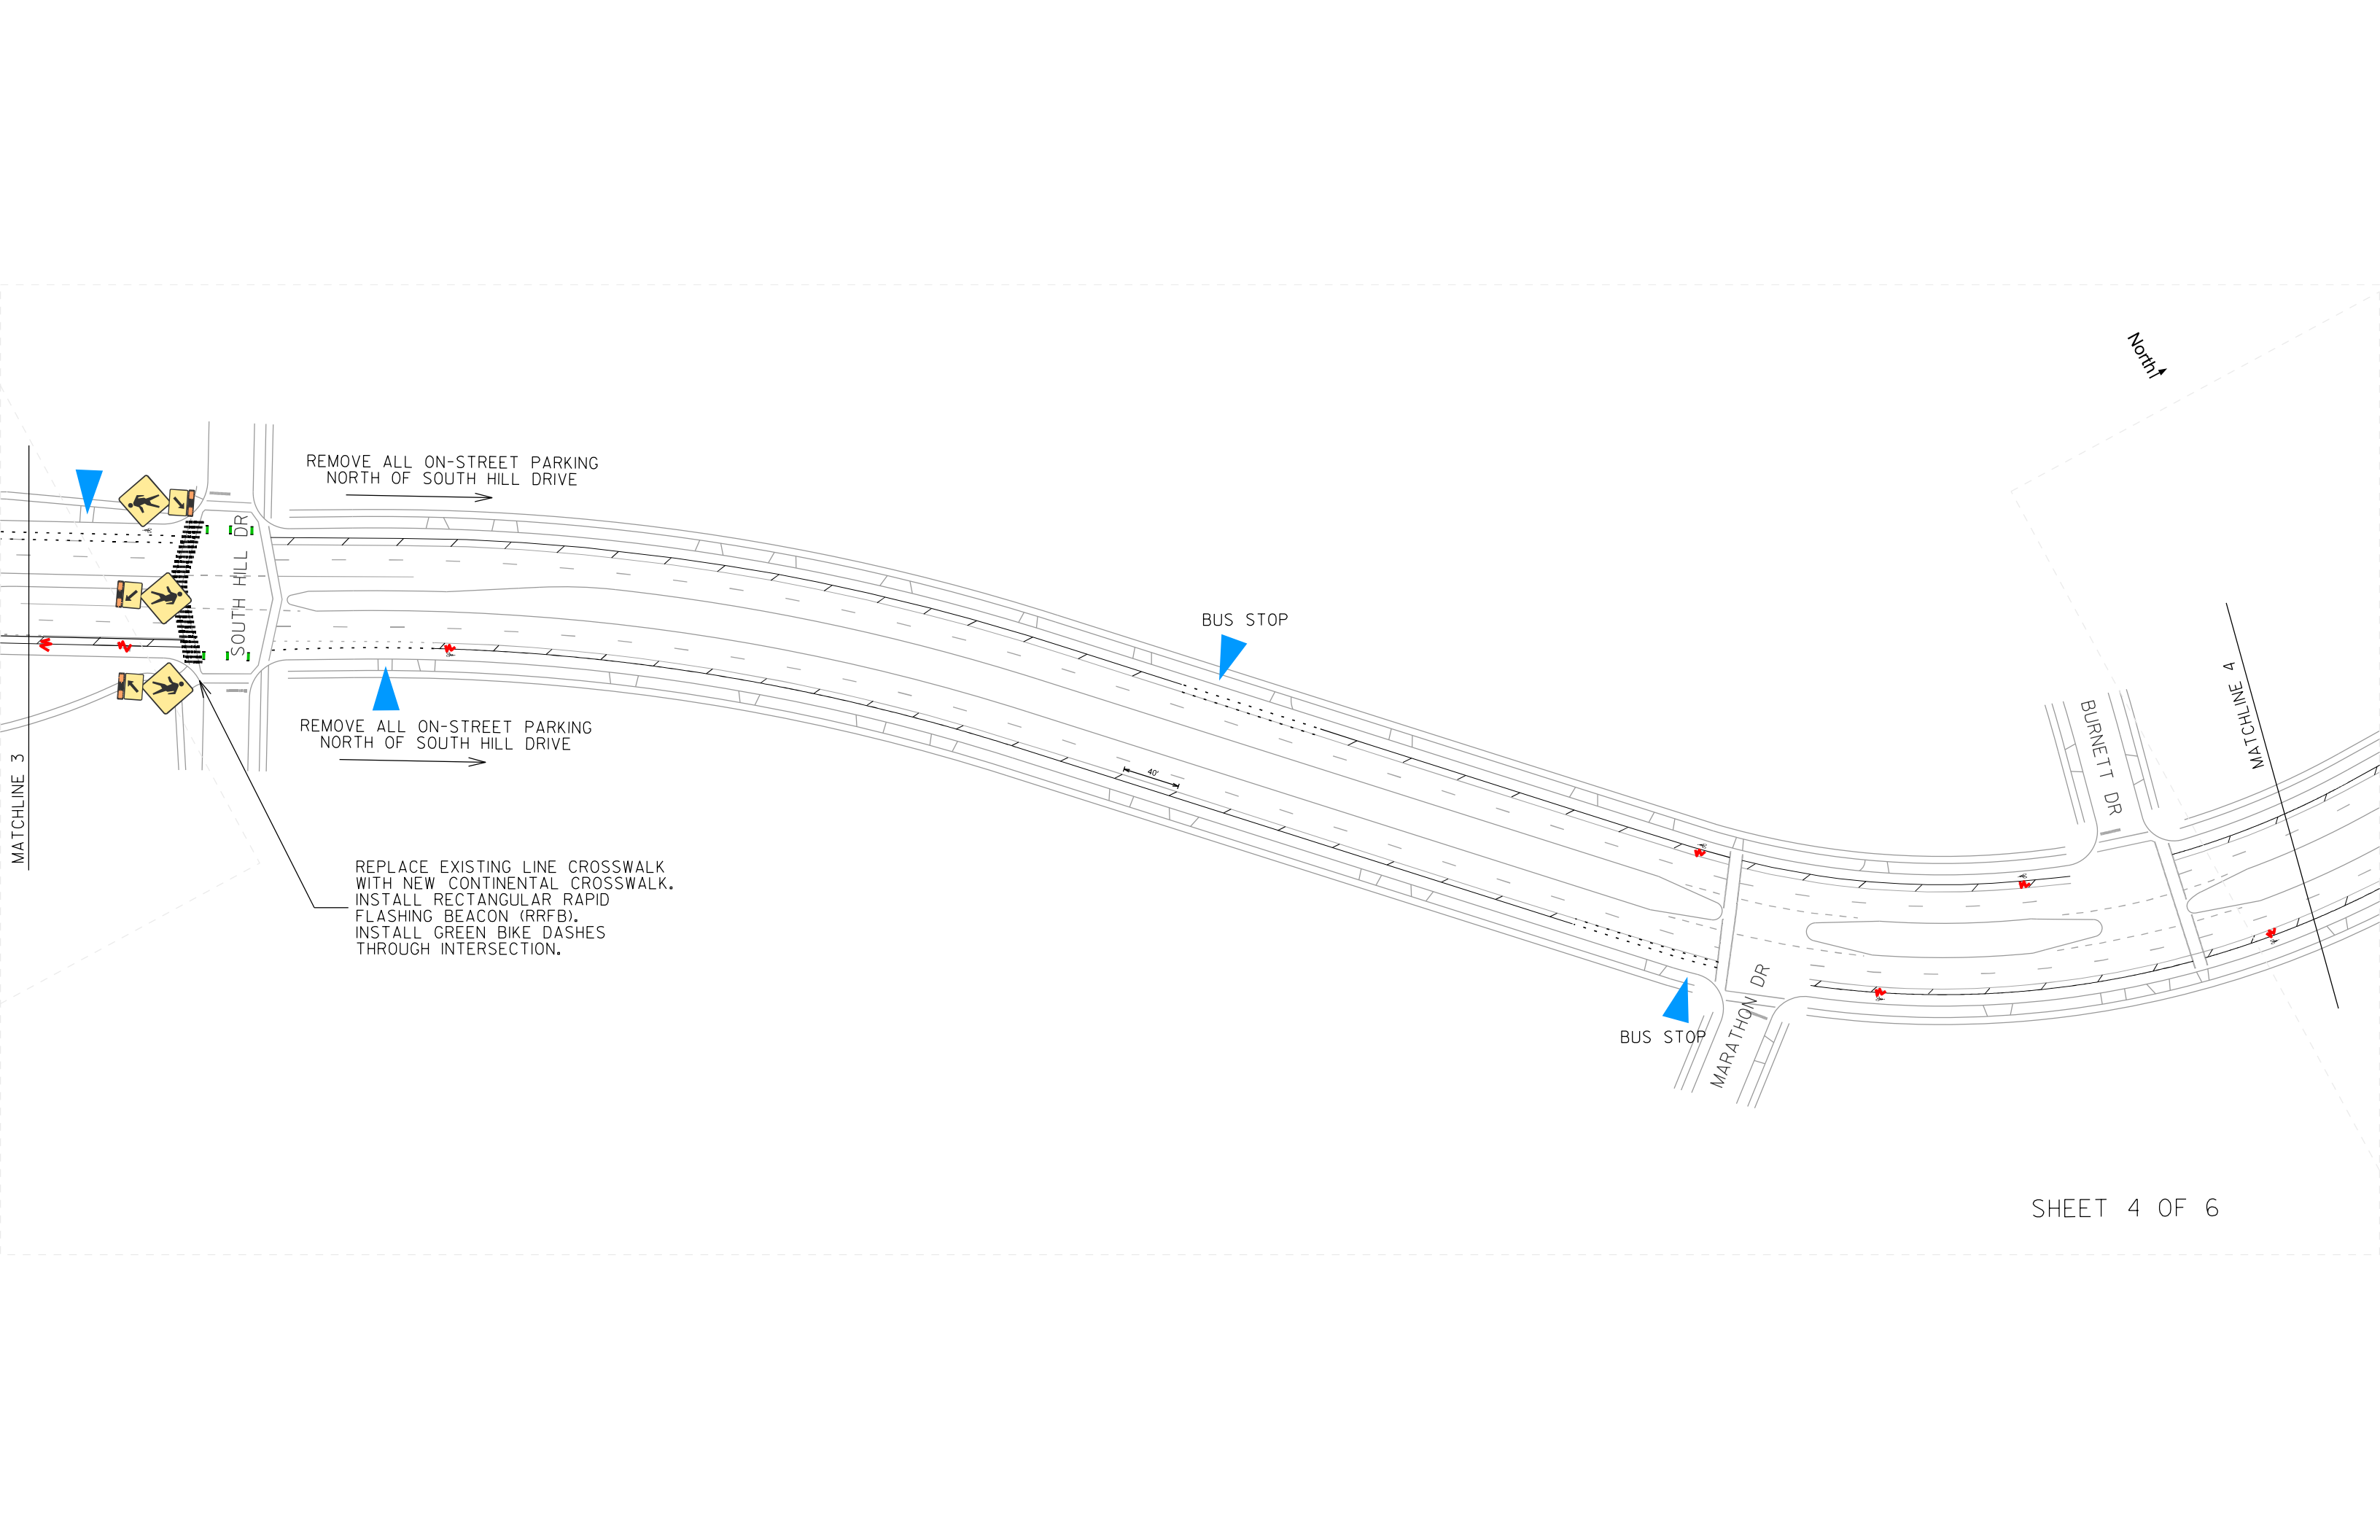 North
REMOVE ALL ON-STREET PARKING
NORTH OF SOUTH HILL DRIVE
SOUTH HILL DR
BUS STOP
MATCHLINE 3
REMOVE ALL ON-STREET PARKING
NORTH OF SOUTH HILL DRIVE
40'
BURNETT DR
MATCHLINE 4
REPLACE EXISTING LINE CROSSWALK
WITH NEW CONTINENTAL CROSSWALK.
INSTALL RECTANGULAR RAPID
FLASHING BEACON (RRFB).
INSTALL GREEN BIKE DASHES
THROUGH INTERSECTION.
BUS STOP
MARATHON DR
SHEET 4 OF 6